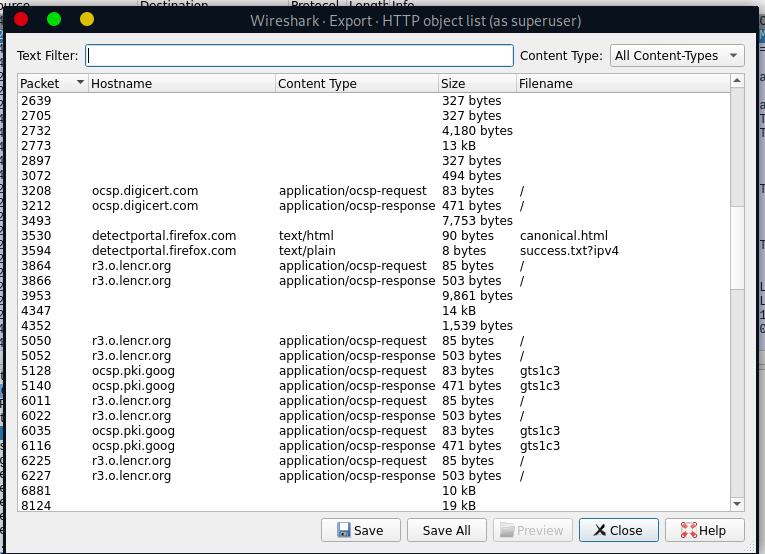 ource Destination Protocol Length Info
Wireshark · Export · HTTP object list (as superuser)
Text Filter: Content Type: All Content-Types
Packet Hostname Content Type Size Filename
2639 327 bytes
2705 327 bytes
2732 4,180 bytes
2773 13 kB
2897 327 bytes
3072 494 bytes
3208 ocsp.digicert.com application/ocsp-request 83 bytes /
3212 ocsp.digicert.com application/ocsp-response 471 bytes /
3493 7,753 bytes
3530 detectportal.firefox.com text/html 90 bytes canonical.html
3594 detectportal.firefox.com text/plain 8 bytes success.txt?ipv4
3864 r3.o.lencr.org application/ocsp-request 85 bytes /
3866 r3.o.lencr.org application/ocsp-response 503 bytes /
3953 9,861 bytes
4347 14 kB
4352 1,539 bytes
5050 r3.o.lencr.org application/ocsp-request 85 bytes /
5052 r3.o.lencr.org application/ocsp-response 503 bytes /
5128 ocsp.pki.goog application/ocsp-request 83 bytes gts1c3
5140 ocsp.pki.goog application/ocsp-response 471 bytes gts1c3
6011 r3.o.lencr.org application/ocsp-request 85 bytes /
6022 r3.o.lencr.org application/ocsp-response 503 bytes /
6035 ocsp.pki.goog application/ocsp-request 83 bytes gts1c3
6116 ocsp.pki.goog application/ocsp-response 471 bytes gts1c3
6225 r3.o.lencr.org application/ocsp-request 85 bytes /
6227 r3.o.lencr.org application/ocsp-response 503 bytes /
6881 10 kB
8124 19 kB
Save Save All Preview Close Help